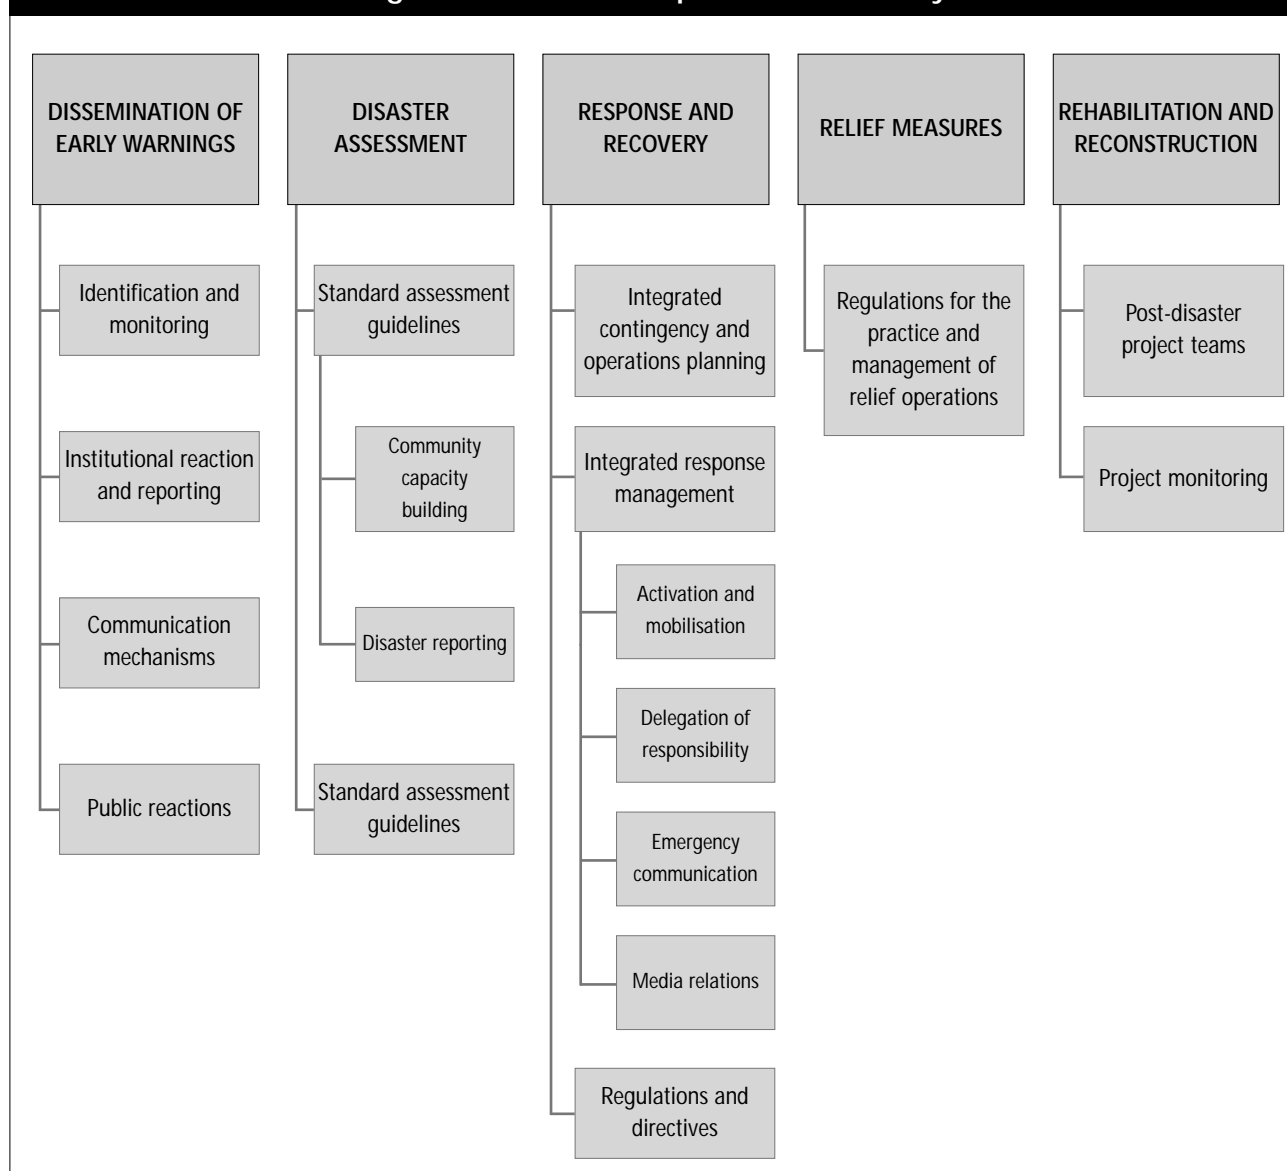 DISSEMINATION OF
EARLY WARNINGS
Identification and
monitoring
Institutional reaction
and reporting
Communication
mechanisms
Public reactions
DISASTER
ASSESSMENT
Standard assessment
guidelines
Community
capacity
building
Disaster reporting
Standard assessment
guidelines
RESPONSE AND
RECOVERY
Integrated
contingency and
operations planning
Integrated response
management
Activation and
mobilisation
Delegation of
responsibility
Emergency
communication
Media relations
Regulations and
directives
RELIEF MEASURES
Regulations for the
practice and
management of
relief operations
REHABILITATION AND
RECONSTRUCTION
Post-disaster
project teams
Project monitoring